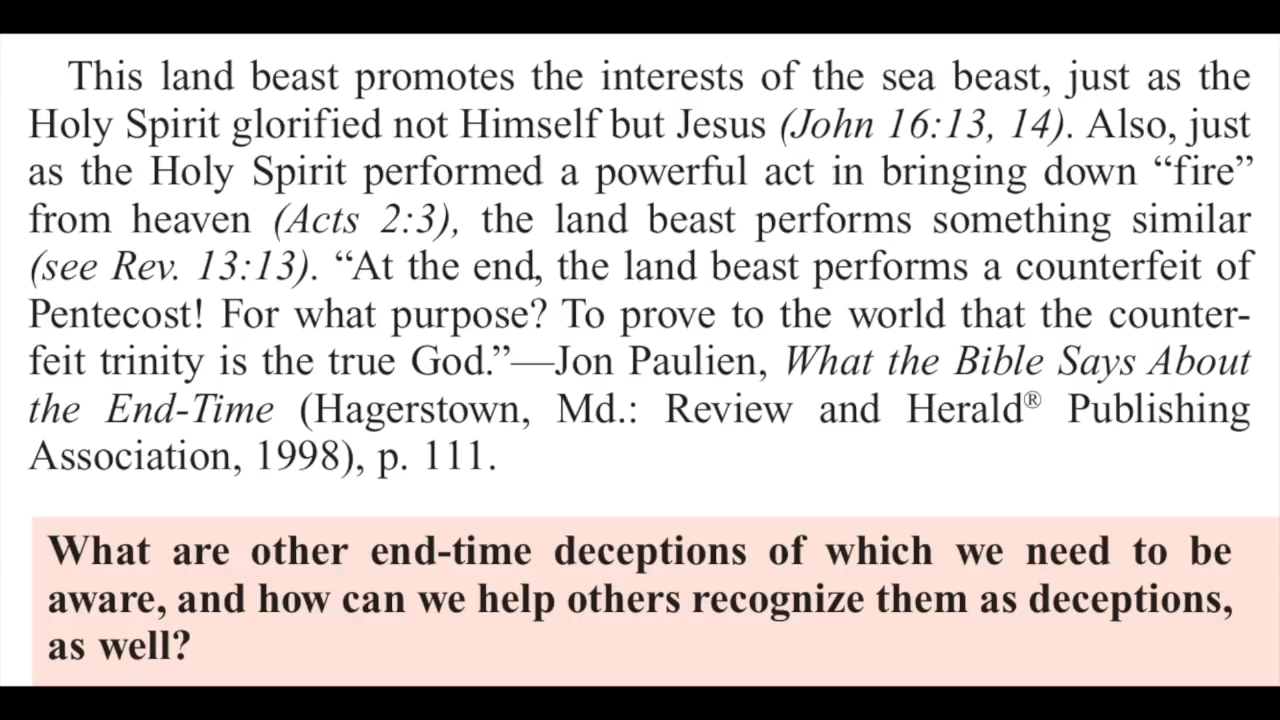 This land beast promotes the interests of the sea beast, just as the
Holy Spirit glorified not Himself but Jesus (John 16:13, 14). Also, just
as the Holy Spirit performed a powerful act in bringing down “fire”
from heaven (Acts 2:3), the land beast performs something similar
(see Rev. 13:13). “At the end, the land beast performs a counterfeit of
Pentecost! For what purpose? To prove to the world that the counter-
feit trinity is the true God.”—Jon Paulien, What the Bible Says About
the End-Time (Hagerstown, Md.: Review and Herald® Publishing
Association, 1998), p. 111.
What are other end-time deceptions of which we need to be
aware, and how can we help others recognize them as deceptions,
as well?